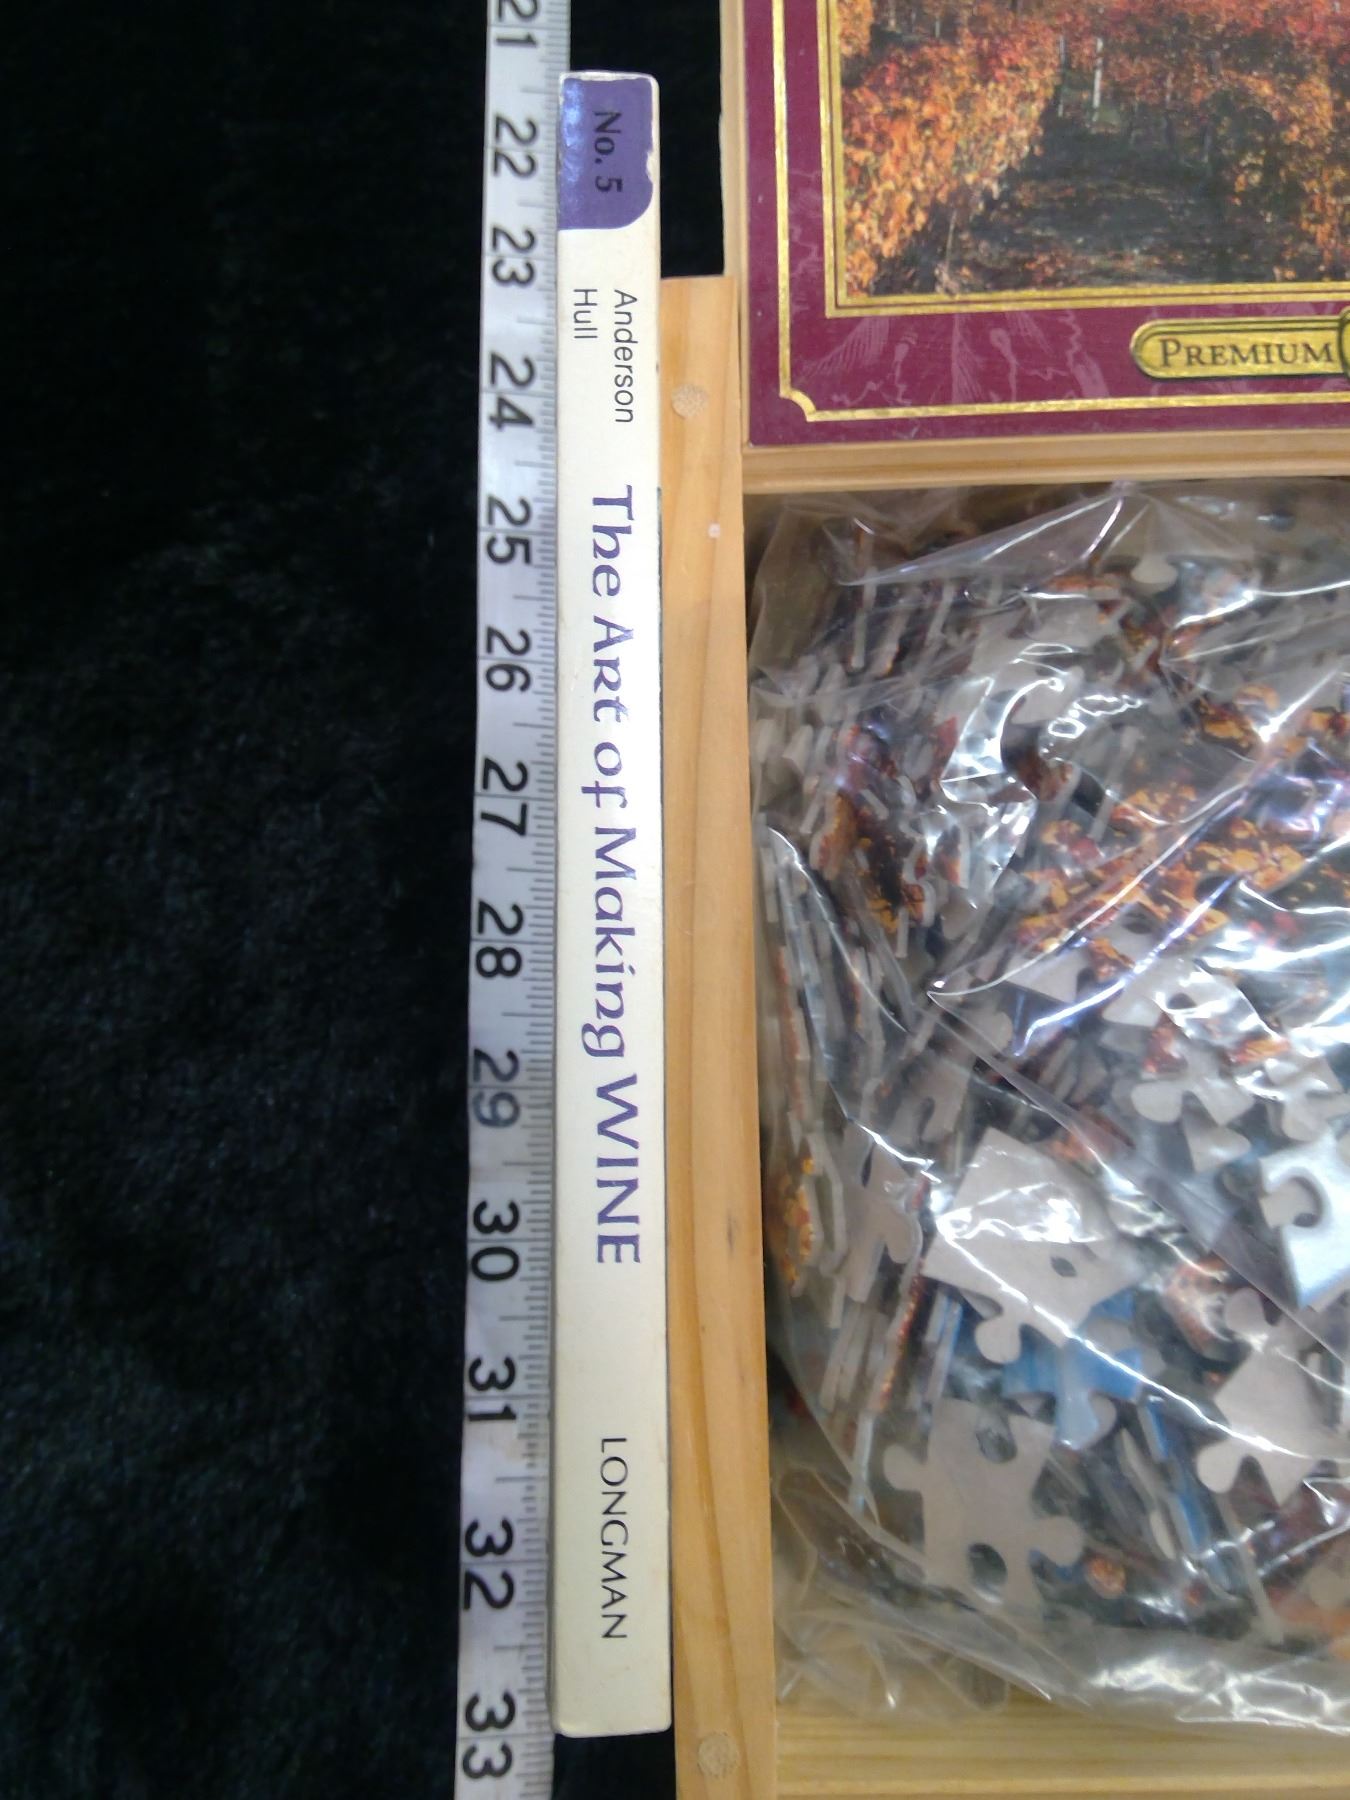 21
22
23
24
25
26
27
28
29
30
31
32
33
No. 5
Anderson
Hull
The Art of Making WINE
LONGMAN
PREMIUM